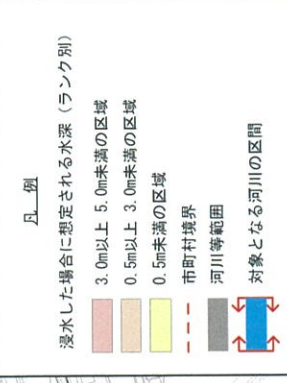 凡 例
浸水した場合に想定される水深（ランク別）
3.0m以上 5.0m未満の区域
0.5m以上 3.0m未満の区域
0.5m未満の区域
市町村境界
河川等範囲
対象となる河川の区間